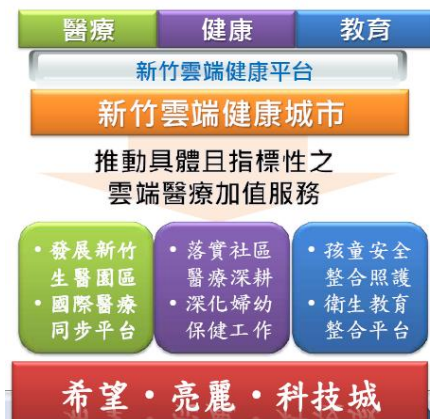 醫療 健康 教育
新竹雲端健康平台
新竹雲端健康城市
推動具體且指標性之
雲端醫療加值服務
• 發展新竹
生醫園區
• 國際醫療
同步平台
• 落實社區
醫療深耕
• 深化婦幼
保健工作
• 孩童安全
整合照護
• 衛生教育
整合平台
希望・亮麗・科技城